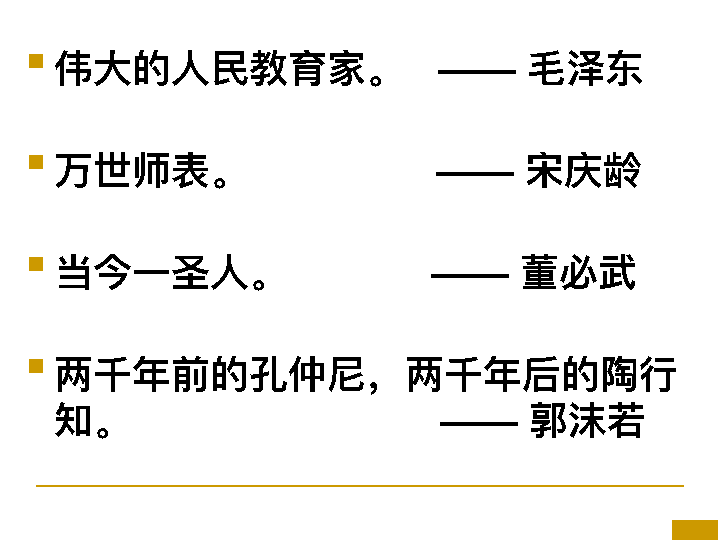 伟大的人民教育家。 —— 毛泽东
万世师表。 —— 宋庆龄
当今一圣人。 —— 董必武
两千年前的孔仲尼，两千年后的陶行
知。 —— 郭沫若